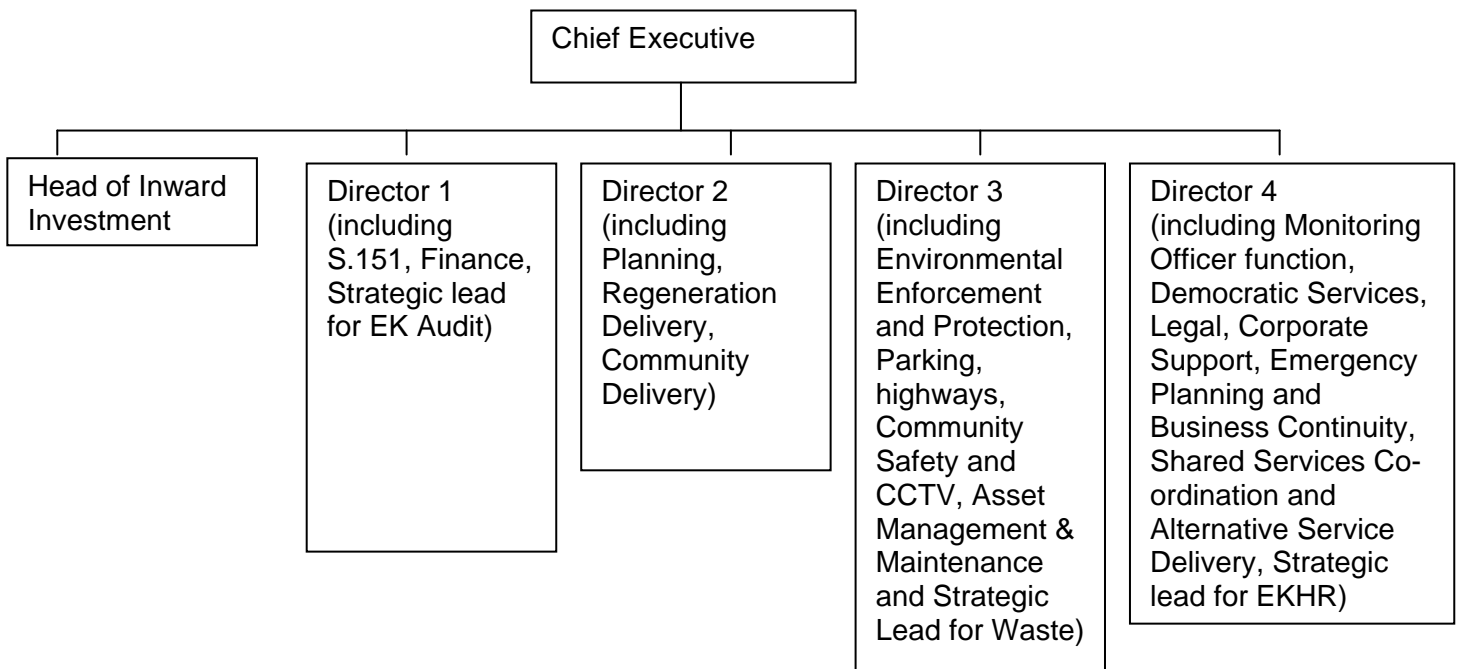 Chief Executive
Head of Inward
Investment
Director 1
(including
S.151, Finance,
Strategic lead
for EK Audit)
Director 2
(including
Planning,
Regeneration
Delivery,
Community
Delivery)
Director 3
(including
Environmental
Enforcement
and Protection,
Parking,
highways,
Community
Safety and
CCTV, Asset
Management &
Maintenance
and Strategic
Lead for Waste)
Director 4
(including Monitoring
Officer function,
Democratic Services,
Legal, Corporate
Support, Emergency
Planning and
Business Continuity,
Shared Services Co-
ordination and
Alternative Service
Delivery, Strategic
lead for EKHR)